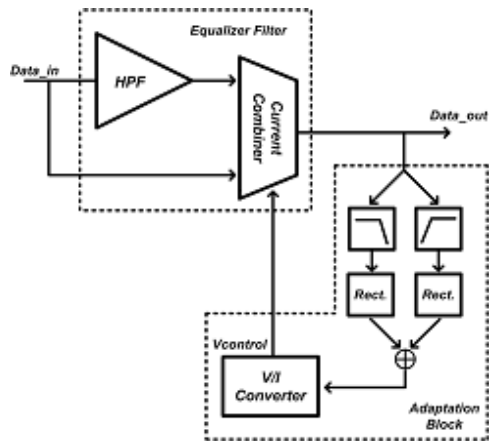 Equalizer Filter
Data_in
HPF
Current
Combiner
Data_out
Rect.
Rect.
Vcontrol
V/I
Converter
Adaptation
Block